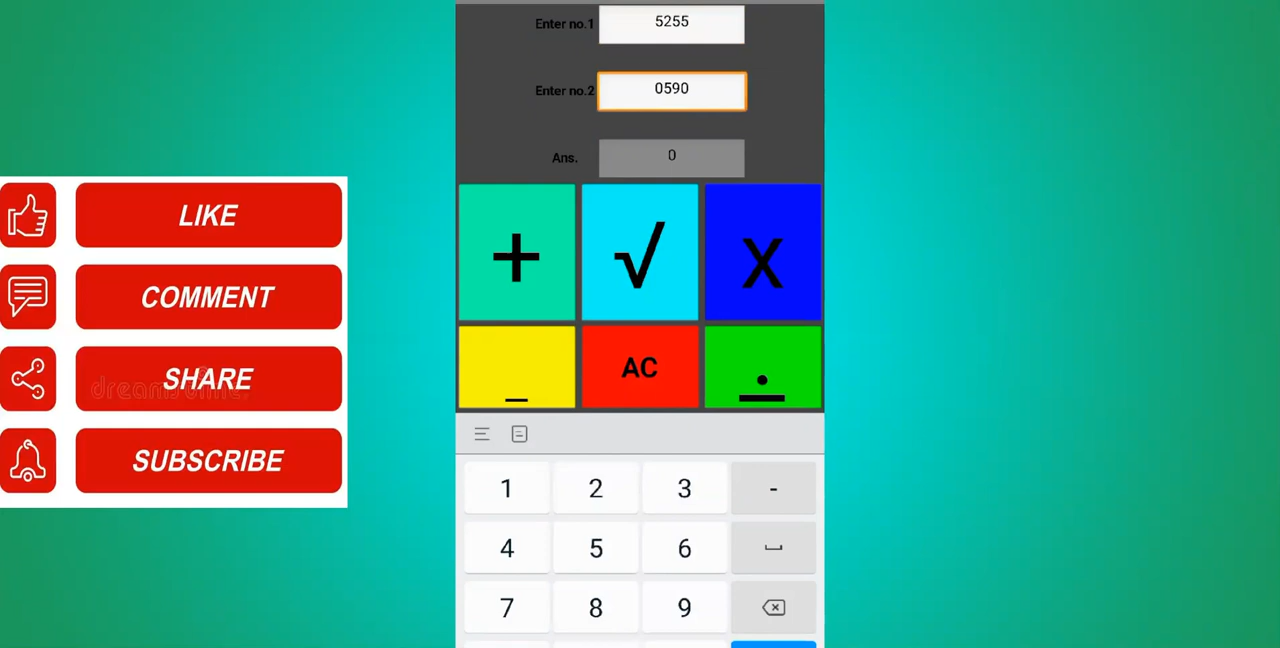 Enter no.1 5255
Enter no.2 0590
Ans. 0
+ √ X
_ AC
LIKE
COMMENT
SHARE
SUBSCRIBE
1 2 3 -
4 5 6
7 8 9